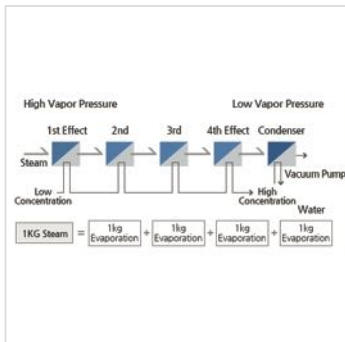 High Vapor Pressure
Low Vapor Pressure
1st Effect
2nd
3rd
4th Effect
Condenser
Steam
Vacuum Pump
Low
Concentration
High
Concentration
Water
1KG Steam
=
1kg
Evaporation
+
1kg
Evaporation
+
1kg
Evaporation
+
1kg
Evaporation